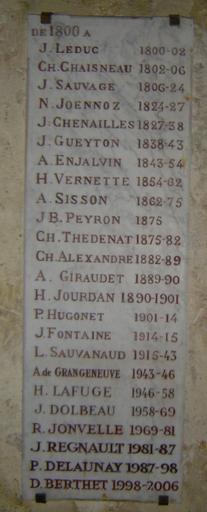 DE 1800 A
J. LEDUC 1800-02
CH. CHAISNEAU 1802-06
J. SAUVAGE 1806-24
N. JOENNOZ 1824-27
J. CHENAILLES 1827-38
J. GUEYTON 1838-43
A. ENJALVIN 1843-54
H. VERNETTE 1854-62
A. SISSON 1862-75
J.B. PEYRON 1875
CH. THEDENAT 1875-82
CH. ALEXANDRE 1882-89
A. GIRAUDET 1889-90
H. JOURDAN 1890-1901
P. HUGONET 1901-14
J. FONTAINE 1914-15
L. SAUVANAUD 1915-43
A. de GRANGENEUVE 1943-46
H. LAFUGE 1946-58
J. DOLBEAU 1958-69
R. JONVELLE 1969-81
J. REGNAULT 1981-87
P. DELAUNAY 1987-98
D. BERTHET 1998-2006